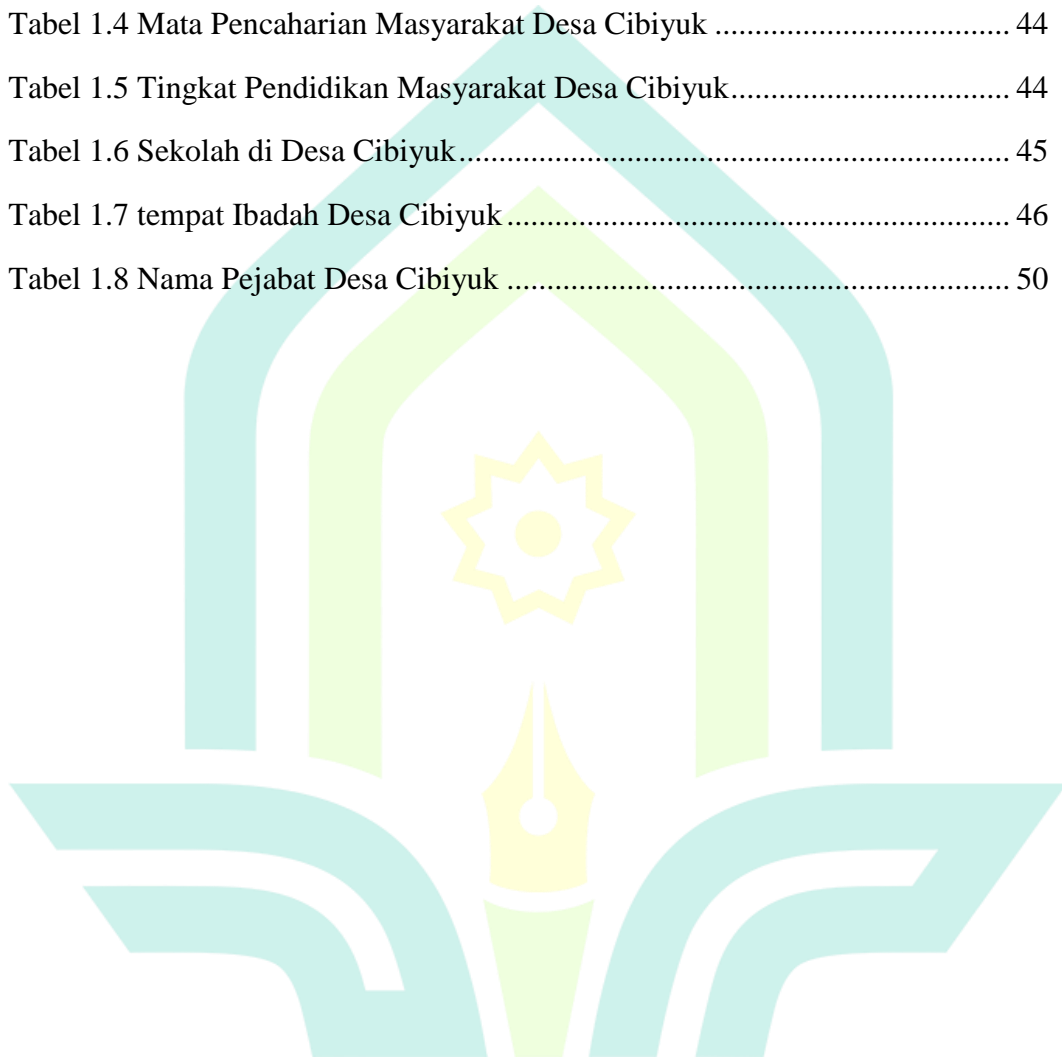 Tabel 1.4 Mata Pencaharian Masyarakat Desa Cibiyuk .................................. 44
Tabel 1.5 Tingkat Pendidikan Masyarakat Desa Cibiyuk................................. 44
Tabel 1.6 Sekolah di Desa Cibiyuk................................................................. 45
Tabel 1.7 tempat Ibadah Desa Cibiyuk............................................................ 46
Tabel 1.8 Nama Pejabat Desa Cibiyuk ........................................................... 50